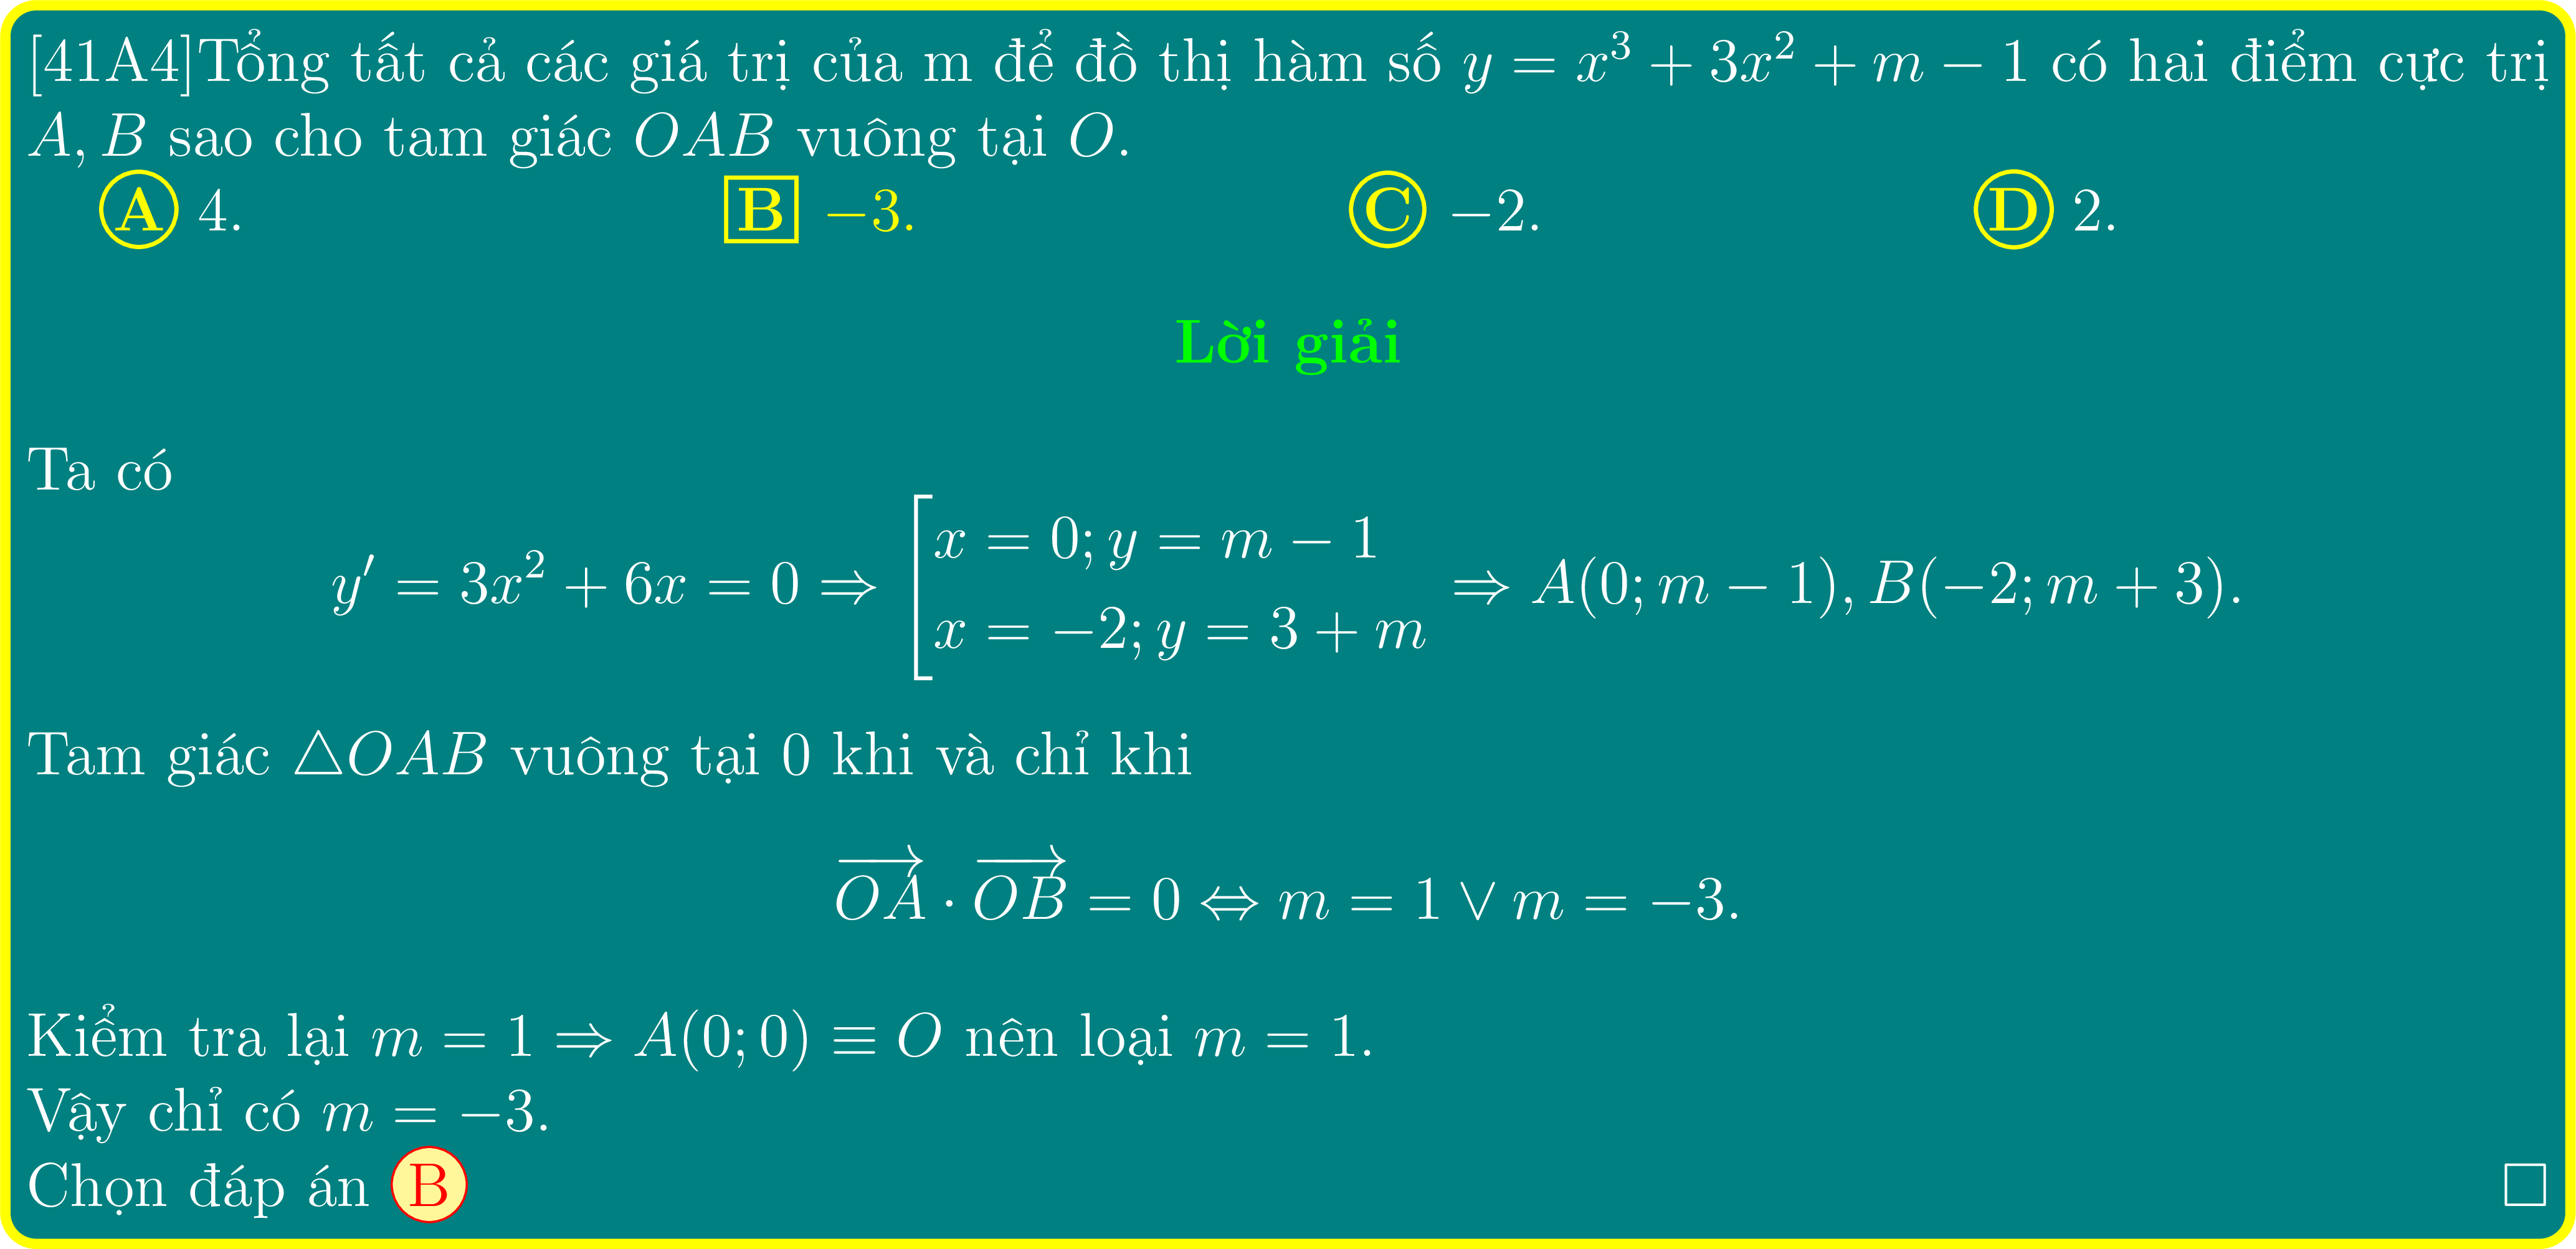 [41A4]Tổng tất cả các giá trị của m để đồ thị hàm số $y = x^3 + 3x^2 + m - 1$ có hai điểm cực trị
$A, B$ sao cho tam giác $OAB$ vuông tại $O$.
Ⓐ 4. B −3. Ⓒ −2. Ⓓ 2.
Lời giải
Ta có
$y' = 3x^2 + 6x = 0 \Rightarrow \left[\begin{array}{l} x = 0; y = m - 1 \\ x = -2; y = 3 + m \end{array}\right. \Rightarrow A(0; m - 1), B(-2; m + 3).$
Tam giác $\triangle OAB$ vuông tại 0 khi và chỉ khi
$\overrightarrow{OA} \cdot \overrightarrow{OB} = 0 \Leftrightarrow m = 1 \vee m = -3.$
Kiểm tra lại $m = 1 \Rightarrow A(0; 0) \equiv O$ nên loại $m = 1$.
Vậy chỉ có $m = -3$.
Chọn đáp án Ⓑ □